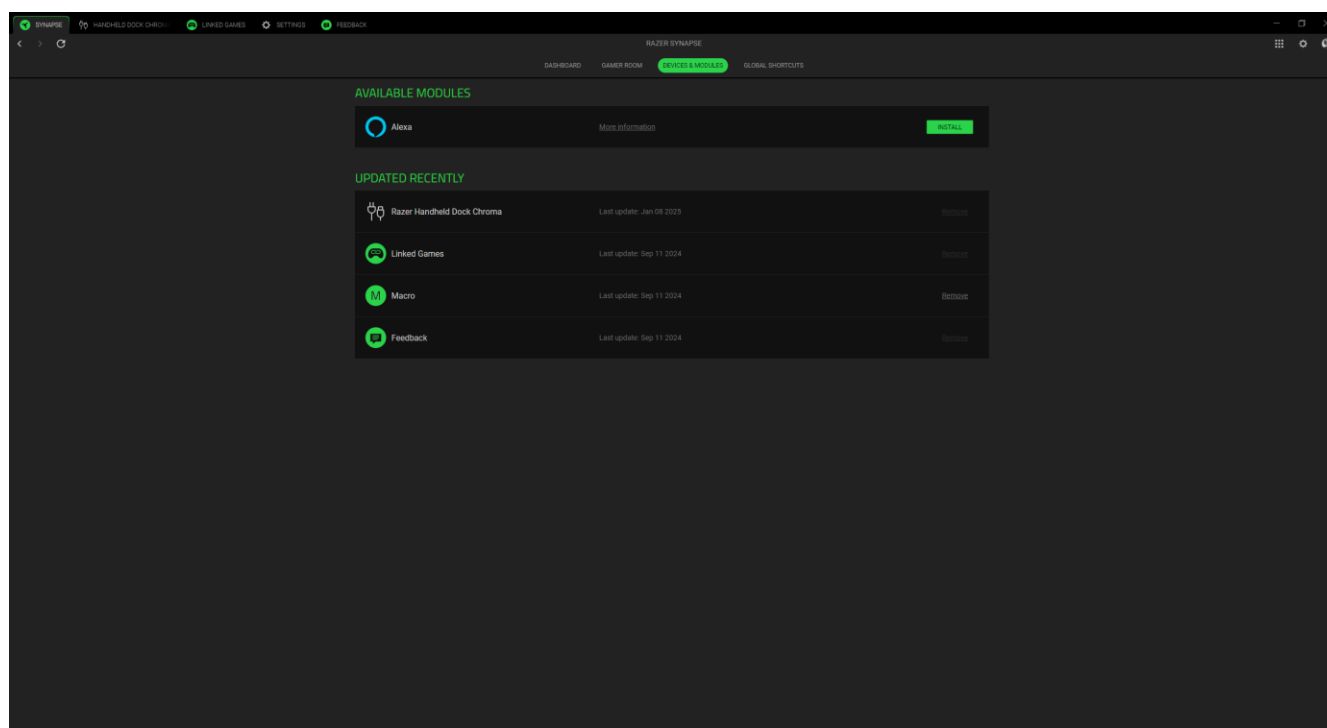 SYNAPSE HANDHELD DOCK CHROM LINKED GAMES SETTINGS FEEDBACK
RAZER SYNAPSE
DASHBOARD GAMER ROOM DEVICES & MODULES GLOBAL SHORTCUTS
AVAILABLE MODULES
Alexa More information INSTALL
UPDATED RECENTLY
Razer Handheld Dock Chroma Last update: Jan 08 2023 Remove
Linked Games Last update: Sep 11 2024 Remove
M Macro Last update: Sep 11 2024 Remove
Feedback Last update: Sep 11 2024 Remove